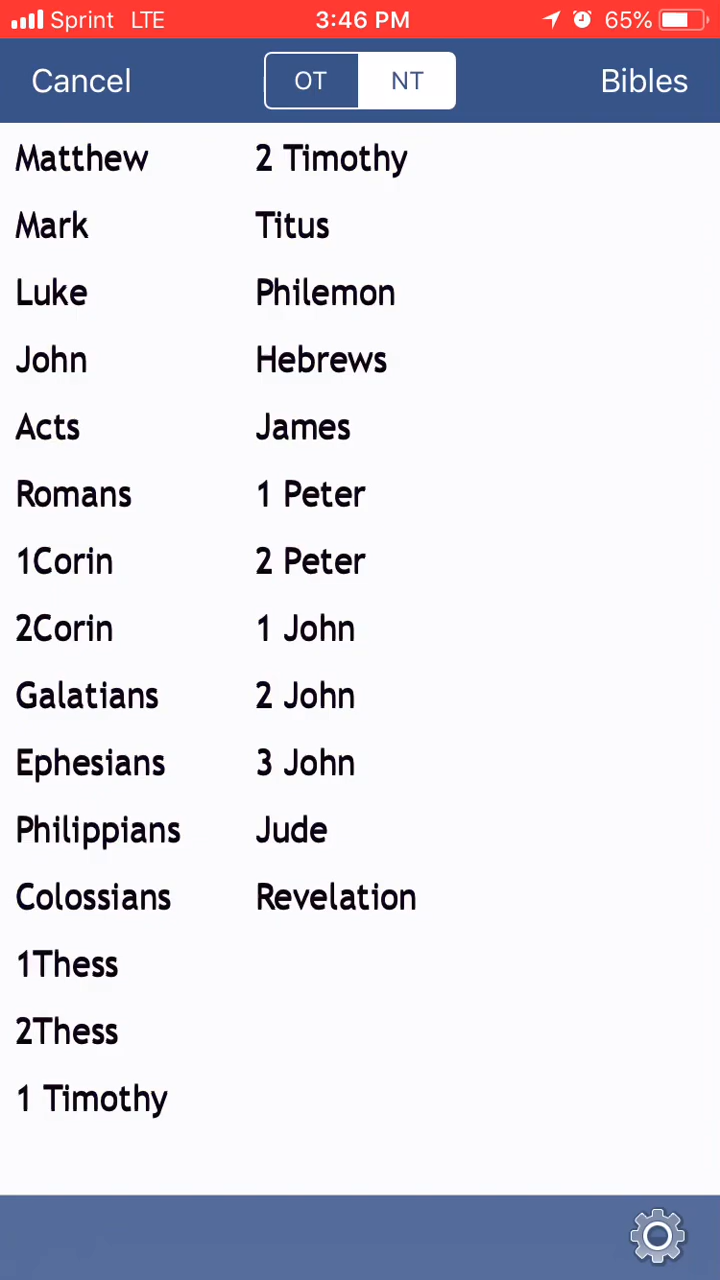 Sprint LTE 3:46 PM 65%
Cancel OT NT Bibles
Matthew
Mark
Luke
John
Acts
Romans
1Corin
2Corin
Galatians
Ephesians
Philippians
Colossians
1Thess
2Thess
1 Timothy
2 Timothy
Titus
Philemon
Hebrews
James
1 Peter
2 Peter
1 John
2 John
3 John
Jude
Revelation